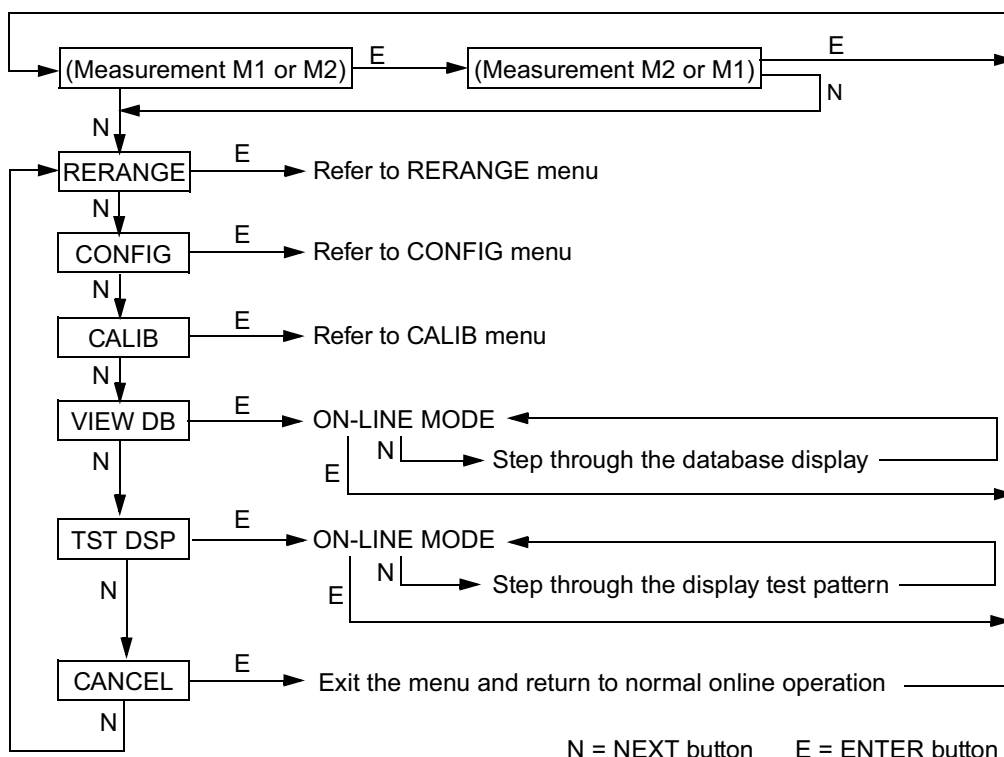 E
E
(Measurement M1 or M2)
(Measurement M2 or M1)
N
N
E
RERANGE
Refer to RERANGE menu
N
E
CONFIG
Refer to CONFIG menu
N
E
CALIB
Refer to CALIB menu
N
E
VIEW DB
ON-LINE MODE
N
N
Step through the database display
E
E
TST DSP
ON-LINE MODE
N
N
Step through the display test pattern
E
E
CANCEL
Exit the menu and return to normal online operation
N
N = NEXT button E = ENTER button